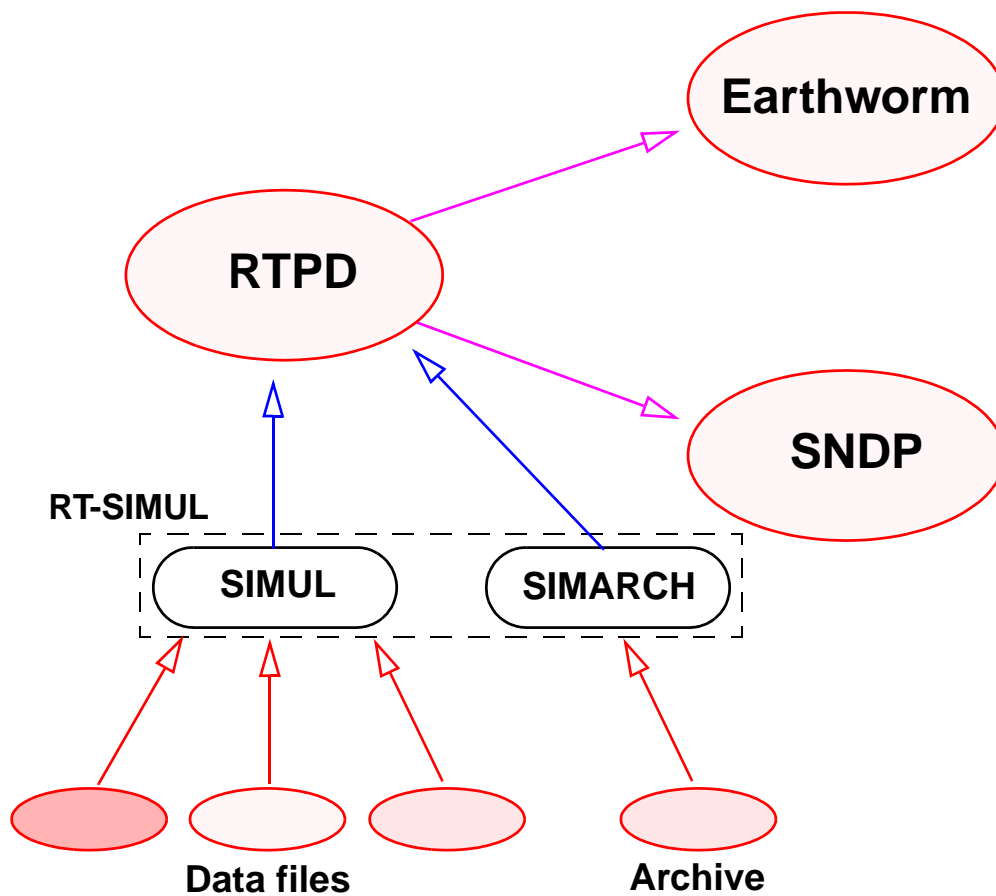 Earthworm
RTPD
SNDP
RT-SIMUL
SIMUL
SIMARCH
Data files
Archive